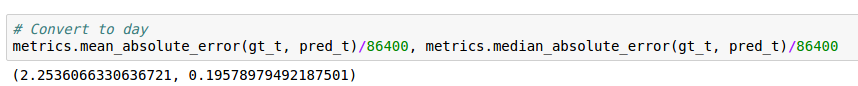 # Convert to day
metrics.mean_absolute_error(gt_t, pred_t)/86400, metrics.median_absolute_error(gt_t, pred_t)/86400
(2.2536066330636721, 0.19578979492187501)